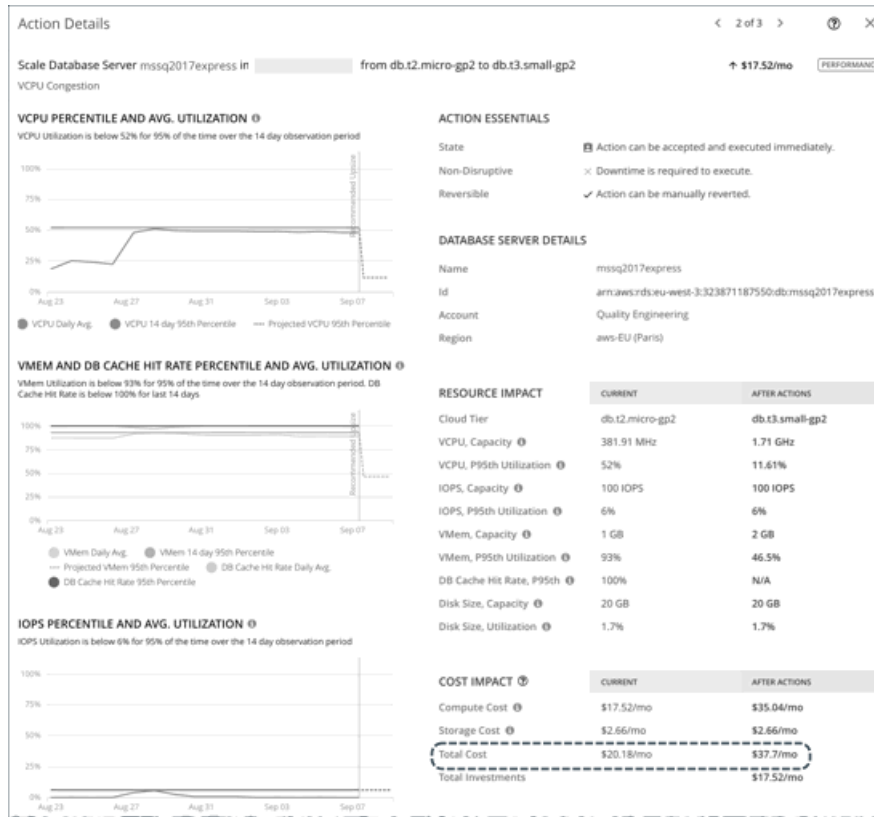 Action Details
< 2 of 3 >
Scale Database Server mssq2017express in from db.t2.micro-gp2 to db.t3.small-gp2
↑ $17.52/mo
PERFORMANC
VCPU Congestion
VCPU PERCENTILE AND AVG. UTILIZATION
VCPU Utilization is below 52% for 95% of the time over the 14 day observation period
100%
75%
50%
25%
0%
Recommended Upsize
Aug 23 Aug 27 Aug 31 Sep 03 Sep 07
VCPU Daily Avg. VCPU 14 day 95th Percentile Projected VCPU 95th Percentile
VMEM AND DB CACHE HIT RATE PERCENTILE AND AVG. UTILIZATION
VMem Utilization is below 93% for 95% of the time over the 14 day observation period. DB
Cache Hit Rate is below 100% for last 14 days
100%
75%
50%
25%
0%
Recommended Upsize
Aug 23 Aug 27 Aug 31 Sep 03 Sep 07
VMem Daily Avg. VMem 14 day 95th Percentile
Projected VMem 95th Percentile DB Cache Hit Rate Daily Avg.
DB Cache Hit Rate 95th Percentile
IOPS PERCENTILE AND AVG. UTILIZATION
IOPS Utilization is below 6% for 95% of the time over the 14 day observation period
100%
75%
50%
25%
0%
Aug 23 Aug 27 Aug 31 Sep 03 Sep 07
ACTION ESSENTIALS
State Action can be accepted and executed immediately.
Non-Disruptive × Downtime is required to execute.
Reversible ✓ Action can be manually reverted.
DATABASE SERVER DETAILS
Name mssq2017express
Id arn:aws:rds:eu-west-3:323871187550:db:mssq2017express
Account Quality Engineering
Region aws-EU (Paris)
RESOURCE IMPACT CURRENT AFTER ACTIONS
Cloud Tier db.t2.micro-gp2 db.t3.small-gp2
VCPU, Capacity 381.91 MHz 1.71 GHz
VCPU, P95th Utilization 52% 11.61%
IOPS, Capacity 100 IOPS 100 IOPS
IOPS, P95th Utilization 6% 6%
VMem, Capacity 1 GB 2 GB
VMem, P95th Utilization 93% 46.5%
DB Cache Hit Rate, P95th 100% N/A
Disk Size, Capacity 20 GB 20 GB
Disk Size, Utilization 1.7% 1.7%
COST IMPACT CURRENT AFTER ACTIONS
Compute Cost $17.52/mo $35.04/mo
Storage Cost $2.66/mo $2.66/mo
Total Cost $20.18/mo $37.7/mo
Total Investments $17.52/mo